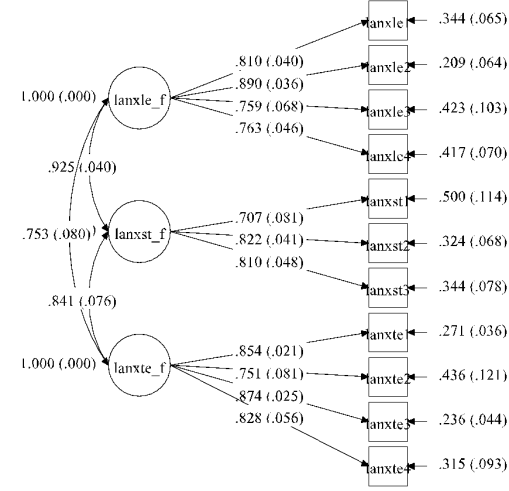 lanxle .344 (.065)
.810 (.040)
.890 (.036) lanxle2 .209 (.064)
1.000 (.000) lanxle_f .759 (.068) lanxle3 .423 (.103)
.763 (.046) lanxle4 .417 (.070)
.925 (.040)
.707 (.081) lanxst1 .500 (.114)
.753 (.080) lanxst_f .822 (.041) lanxst2 .324 (.068)
.810 (.048) lanxst3 .344 (.078)
.841 (.076)
.854 (.021) lanxte1 .271 (.036)
1.000 (.000) lanxte_f .751 (.081) lanxte2 .436 (.121)
.874 (.025) lanxte3 .236 (.044)
.828 (.056)
lanxte4 .315 (.093)